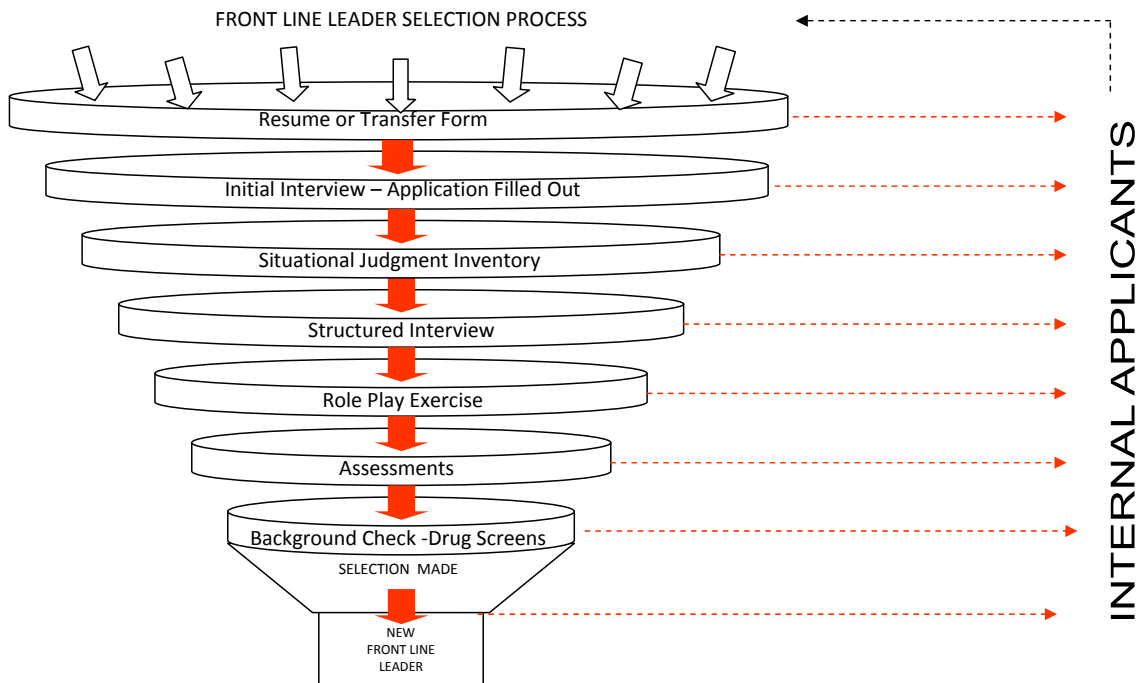 FRONT LINE LEADER SELECTION PROCESS
Resume or Transfer Form
Initial Interview – Application Filled Out
Situational Judgment Inventory
Structured Interview
Role Play Exercise
Assessments
Background Check -Drug Screens
SELECTION MADE
NEW
FRONT LINE
LEADER
INTERNAL APPLICANTS